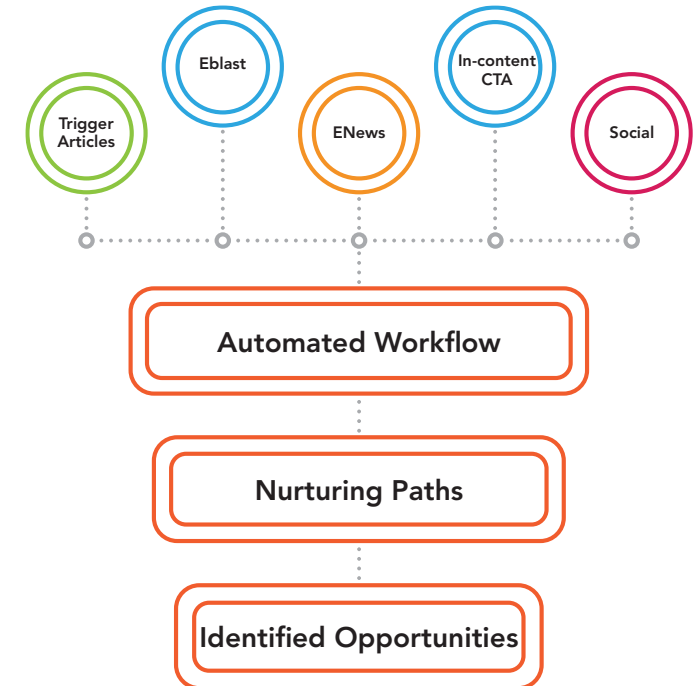 Trigger
Articles
Eblast
ENews
In-content
CTA
Social
Automated Workflow
Nurturing Paths
Identified Opportunities